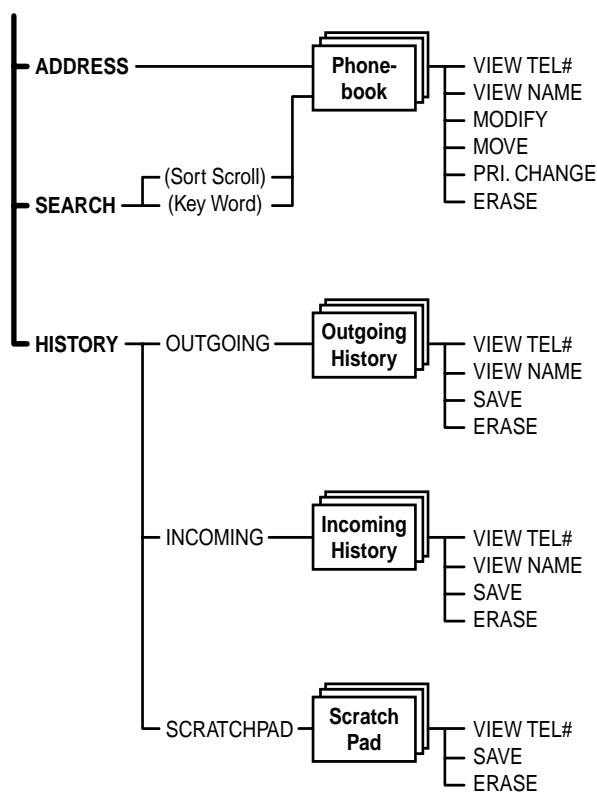 ADDRESS
Phone-
book
VIEW TEL#
VIEW NAME
MODIFY
MOVE
PRI. CHANGE
ERASE
SEARCH
(Sort Scroll)
(Key Word)
HISTORY
OUTGOING
Outgoing
History
VIEW TEL#
VIEW NAME
SAVE
ERASE
INCOMING
Incoming
History
VIEW TEL#
VIEW NAME
SAVE
ERASE
SCRATCHPAD
Scratch
Pad
VIEW TEL#
SAVE
ERASE